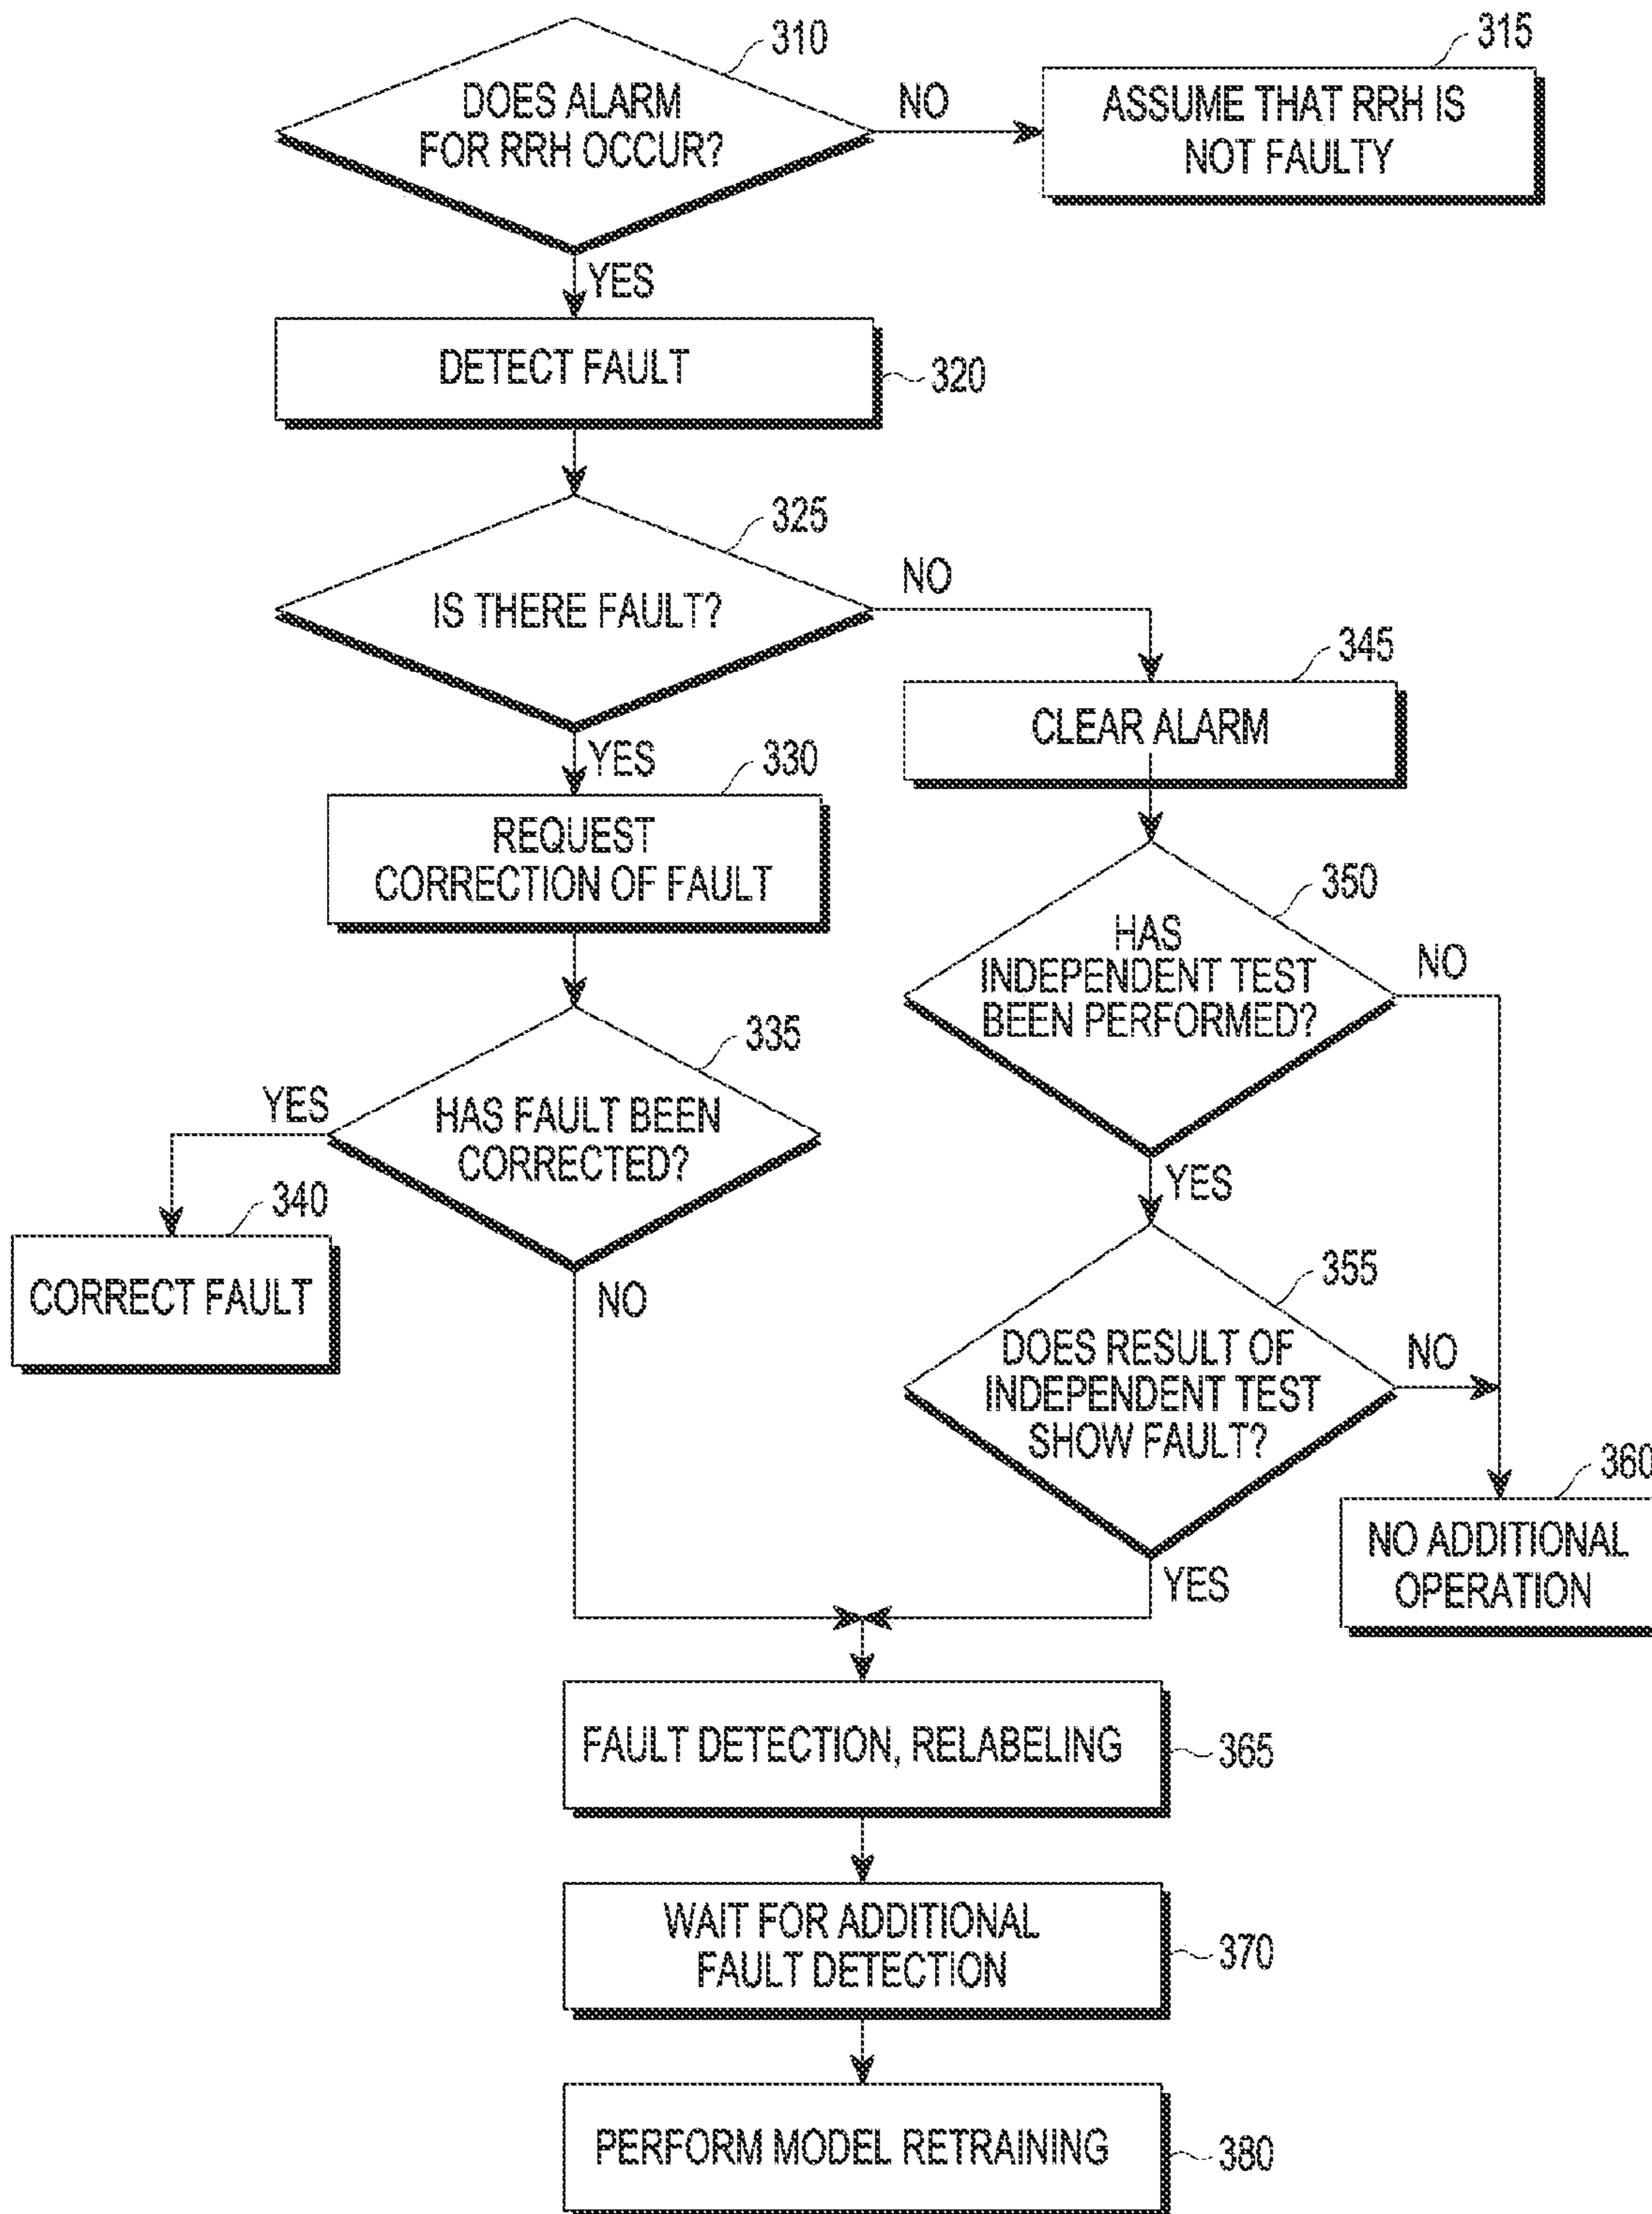 310
DOES ALARM
FOR RRH OCCUR?
NO
315
ASSUME THAT RRH IS
NOT FAULTY
YES
DETECT FAULT
320
325
IS THERE FAULT?
NO
YES
345
CLEAR ALARM
330
REQUEST
CORRECTION OF FAULT
350
HAS
INDEPENDENT TEST
BEEN PERFORMED?
NO
335
YES
HAS FAULT BEEN
CORRECTED?
YES
340
CORRECT FAULT
NO
355
DOES RESULT OF
INDEPENDENT TEST
SHOW FAULT?
NO
360
NO ADDITIONAL
OPERATION
YES
FAULT DETECTION, RELABELING
365
WAIT FOR ADDITIONAL
FAULT DETECTION
370
PERFORM MODEL RETRAINING
380